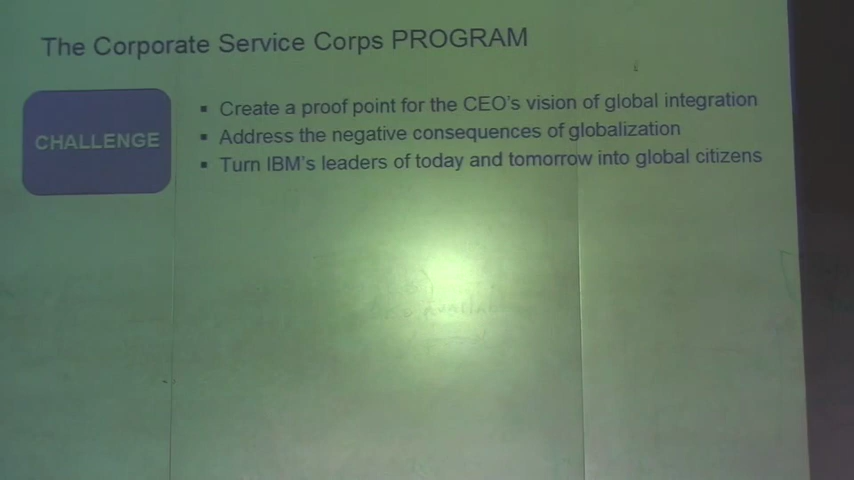 The Corporate Service Corps PROGRAM
CHALLENGE
▪ Create a proof point for the CEO's vision of global integration
▪ Address the negative consequences of globalization
▪ Turn IBM's leaders of today and tomorrow into global citizens